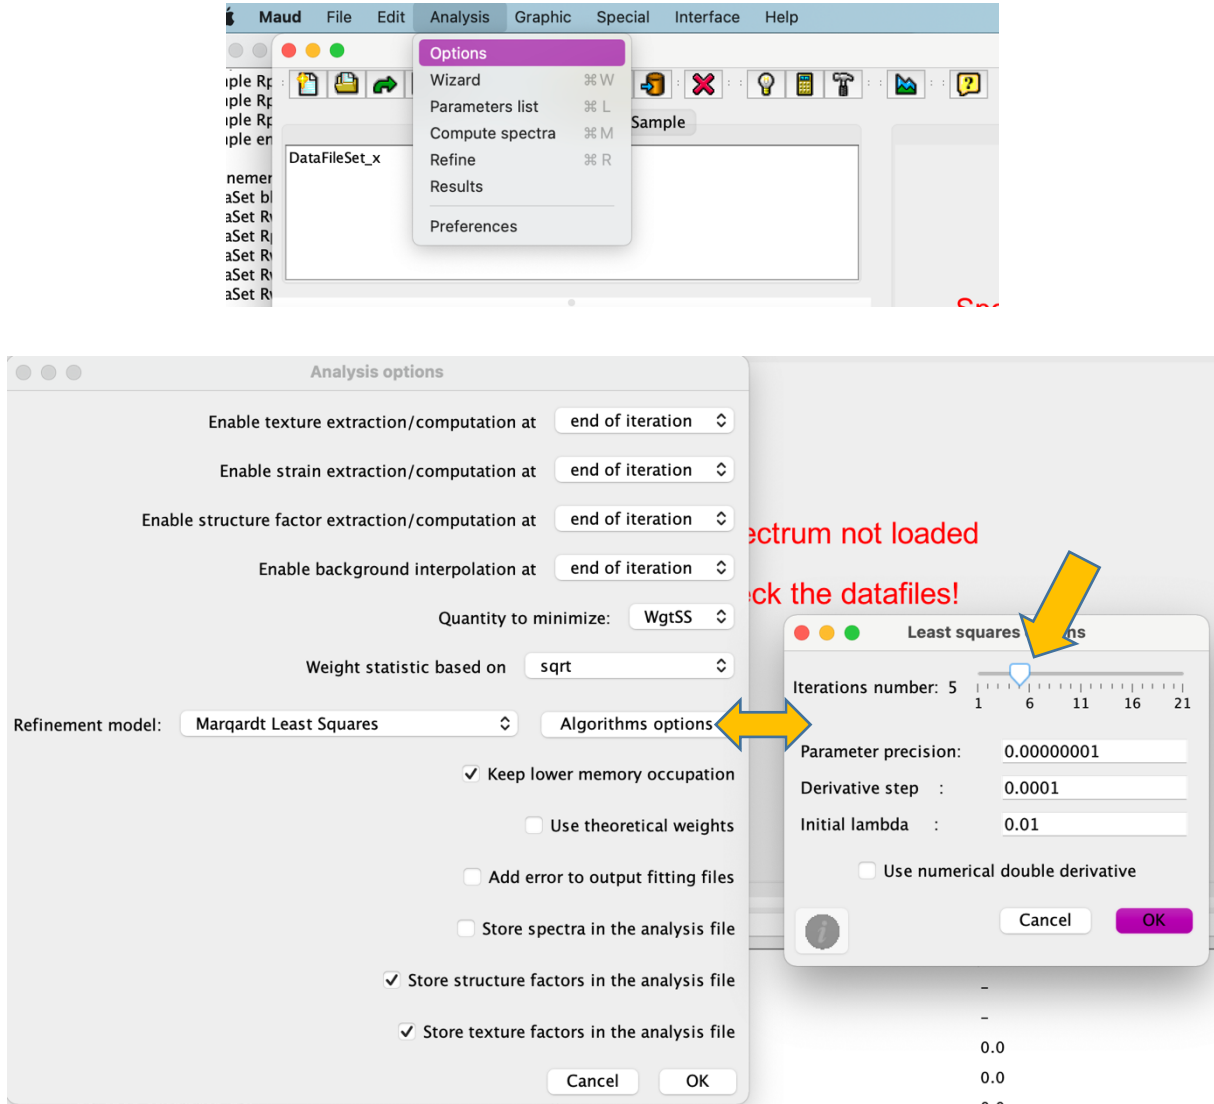 Maud File Edit Analysis Graphic Special Interface Help
Options
Wizard ⌘W
Parameters list ⌘L
Compute spectra ⌘M
Refine ⌘R
Results
Preferences
Sample
DataFileSet_x
Analysis options
Enable texture extraction/computation at end of iteration
Enable strain extraction/computation at end of iteration
Enable structure factor extraction/computation at end of iteration
Enable background interpolation at end of iteration
Quantity to minimize: WgtSS
Weight statistic based on sqrt
Refinement model: Marqardt Least Squares Algorithms options
Keep lower memory occupation
Use theoretical weights
Add error to output fitting files
Store spectra in the analysis file
Store structure factors in the analysis file
Store texture factors in the analysis file
Cancel OK
ectrum not loaded
ck the datafiles!
Least squares
Iterations number: 5
1 6 11 16 21
Parameter precision: 0.00000001
Derivative step : 0.0001
Initial lambda : 0.01
Use numerical double derivative
Cancel OK
-
-
0.0
0.0